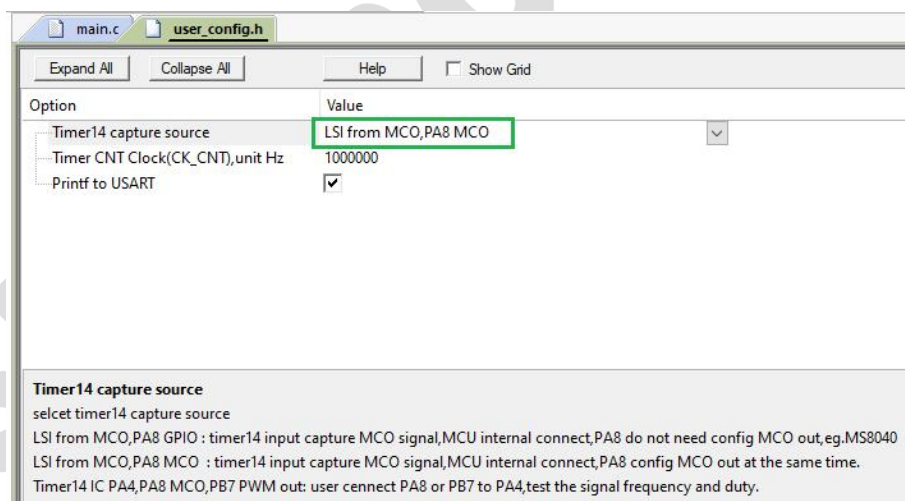 main.c user_config.h
Expand All Collapse All Help Show Grid
Option Value
Timer14 capture source LSI from MCO,PA8 MCO
Timer CNT Clock(CK_CNT),unit Hz 1000000
Printf to USART
Timer14 capture source
selcet timer14 capture source
LSI from MCO,PA8 GPIO : timer14 input capture MCO signal,MCU internal connect,PA8 do not need config MCO out,eg.MS8040
LSI from MCO,PA8 MCO : timer14 input capture MCO signal,MCU internal connect,PA8 config MCO out at the same time.
Timer14 IC PA4,PA8 MCO,PB7 PWM out: user cennect PA8 or PB7 to PA4,test the signal frequency and duty.